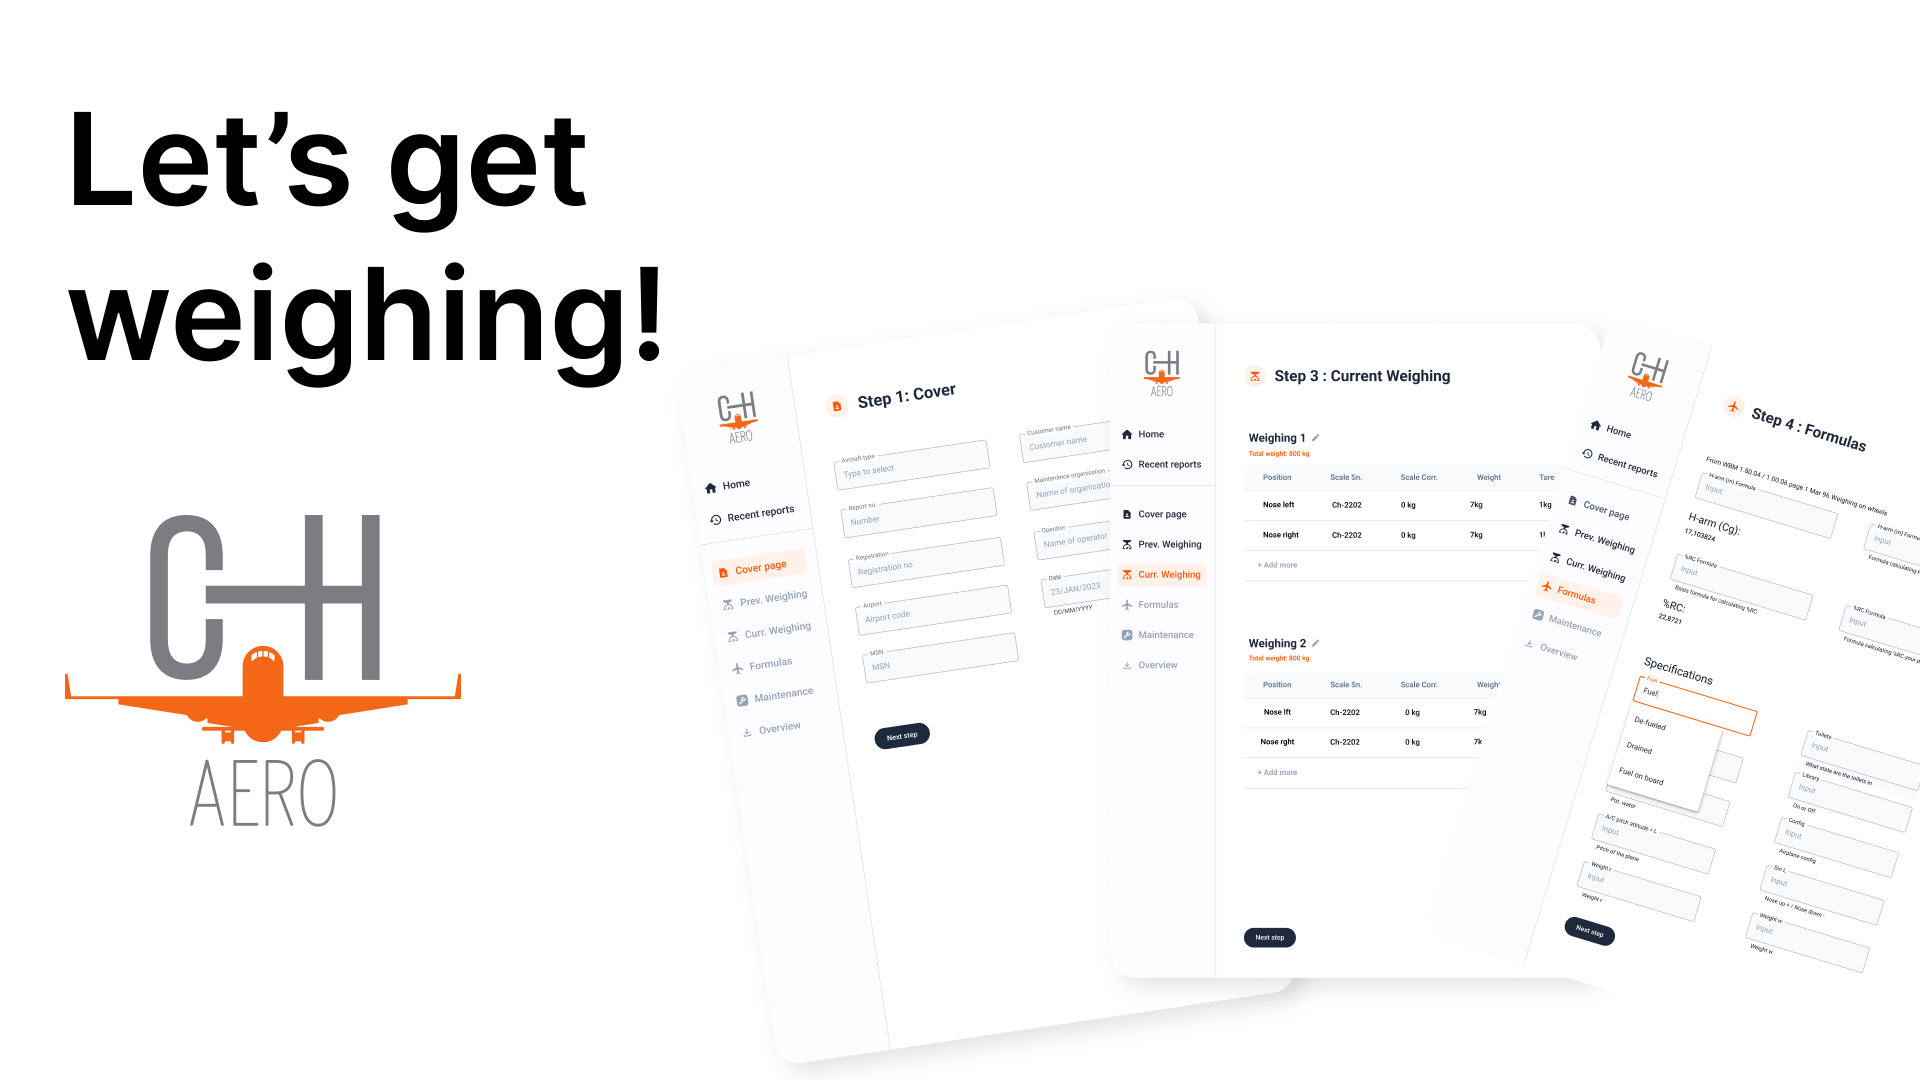 Let’s get
weighing!
CH
AERO
CH
AERO
Home
Recent reports
Cover page
Prev. Weighing
Curr. Weighing
Formulas
Maintenance
Overview
Step 1: Cover
Aircraft type
Type to select
Report no.
Number
Registration
Registration no
Airport
Airport code
MSN
MSN
Customer name
Customer name
Maintenance organisation
Name of organisatio
Operator
Name of operator
Date
23/JAN/2023
DD/MM/YYYY
Next step
CH
AERO
Home
Recent reports
Cover page
Prev. Weighing
Curr. Weighing
Formulas
Maintenance
Overview
Step 3 : Current Weighing
Weighing 1
Total weight: 800 kg
Position Scale Sn. Scale Corr. Weight Tare
Nose left Ch-2202 0 kg 7kg 1kg
Nose right Ch-2202 0 kg 7kg
+ Add more
Weighing 2
Total weight: 800 kg
Position Scale Sn. Scale Corr. Weight
Nose lft Ch-2202 0 kg 7kg
Nose rght Ch-2202 0 kg 7k
+ Add more
Next step
CH
AERO
Home
Recent reports
Cover page
Prev. Weighing
Curr. Weighing
Formulas
Maintenance
Overview
Step 4 : Formulas
From WBM 1.80.04 / 1.00.06 page 1 Mar 96 Weighing on wheels
H-arm (m) Formula
Input
H-arm (Cg):
17,103824
H-arm (m) Formu
Input
Formula calculating
%RC Formula
Input
Basis formula for calculating %RC
%RC:
22,8721
%RC Formula
Input
Formula calculating %RC your p
Specifications
Fuel
Fuel
De-fueled
Drained
Fuel on board
Pot. water
A/C pitch attitude = L
Input
Pitch of the plane
Weight r
Input
Weight r
Toilets
Input
What state are the toilets in
Library
Input
On or Off
Config
Input
Airplane config
Sin L
Input
Nose up + / Nose down -
Weight w
Input
Weight w
Next step